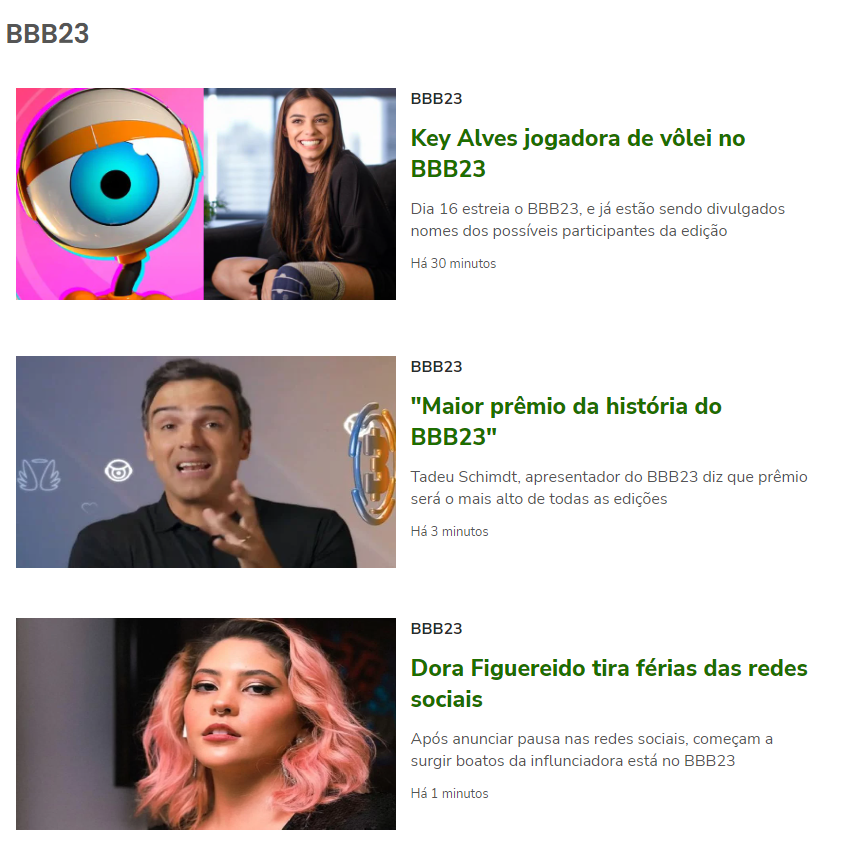 BBB23
BBB23
Key Alves jogadora de vôlei no
BBB23
Dia 16 estreia o BBB23, e já estão sendo divulgados
nomes dos possíveis participantes da edição
Há 30 minutos
BBB23
"Maior prêmio da história do
BBB23"
Tadeu Schimdt, apresentador do BBB23 diz que prêmio
será o mais alto de todas as edições
Há 3 minutos
BBB23
Dora Figuereido tira férias das redes
sociais
Após anunciar pausa nas redes sociais, começam a
surgir boatos da influnciadora está no BBB23
Há 1 minutos